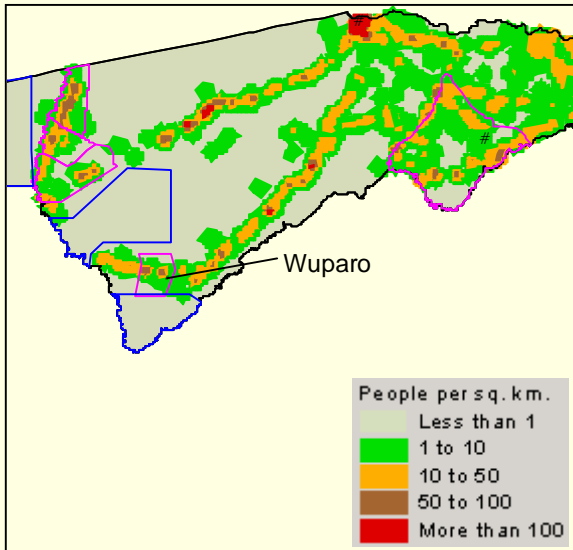 #
#
Wuparo
People per sq. km.
Less than 1
1 to 10
10 to 50
50 to 100
More than 100